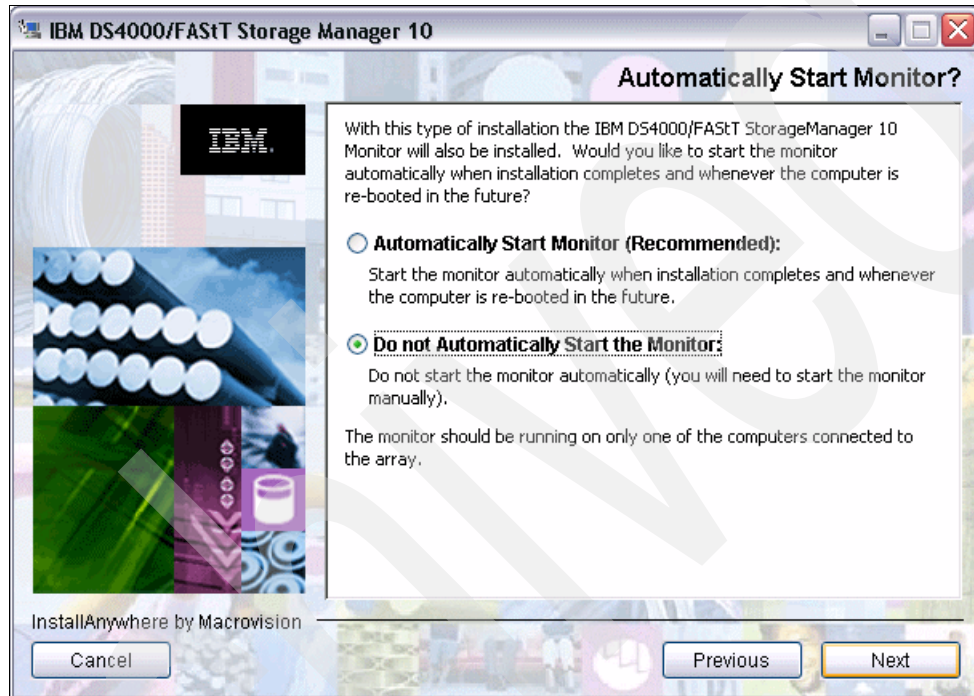 IBM DS4000/FAStT Storage Manager 10
Automatically Start Monitor?
IBM.
With this type of installation the IBM DS4000/FAStT StorageManager 10
Monitor will also be installed. Would you like to start the monitor
automatically when installation completes and whenever the computer is
re-booted in the future?
Automatically Start Monitor (Recommended):
Start the monitor automatically when installation completes and whenever
the computer is re-booted in the future.
Do not Automatically Start the Monitor:
Do not start the monitor automatically (you will need to start the monitor
manually).
The monitor should be running on only one of the computers connected to
the array.
InstallAnywhere by Macrovision
Cancel
Previous
Next